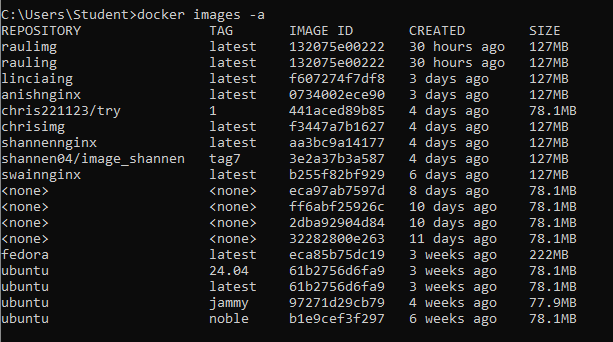 C:\Users\Student>docker images -a
REPOSITORY TAG IMAGE ID CREATED SIZE
raulimg latest 132075e00222 30 hours ago 127MB
rauling latest 132075e00222 30 hours ago 127MB
linciaing latest f607274f7df8 3 days ago 127MB
anishnginx latest 0734002ece90 3 days ago 127MB
chris221123/try 1 441aced89b85 4 days ago 78.1MB
chrisimg latest f3447a7b1627 4 days ago 127MB
shannennginx latest aa3bc9a14177 4 days ago 127MB
shannen04/image_shannen tag7 3e2a37b3a587 4 days ago 127MB
swainnginx latest b255f82bf929 6 days ago 127MB
<none> <none> eca97ab7597d 8 days ago 78.1MB
<none> <none> ff6abf25926c 10 days ago 78.1MB
<none> <none> 2dba92904d84 10 days ago 78.1MB
<none> <none> 32282800e263 11 days ago 78.1MB
fedora latest eca85b75dc19 3 weeks ago 222MB
ubuntu 24.04 61b2756d6fa9 3 weeks ago 78.1MB
ubuntu latest 61b2756d6fa9 3 weeks ago 78.1MB
ubuntu jammy 97271d29cb79 4 weeks ago 77.9MB
ubuntu noble b1e9cef3f297 6 weeks ago 78.1MB